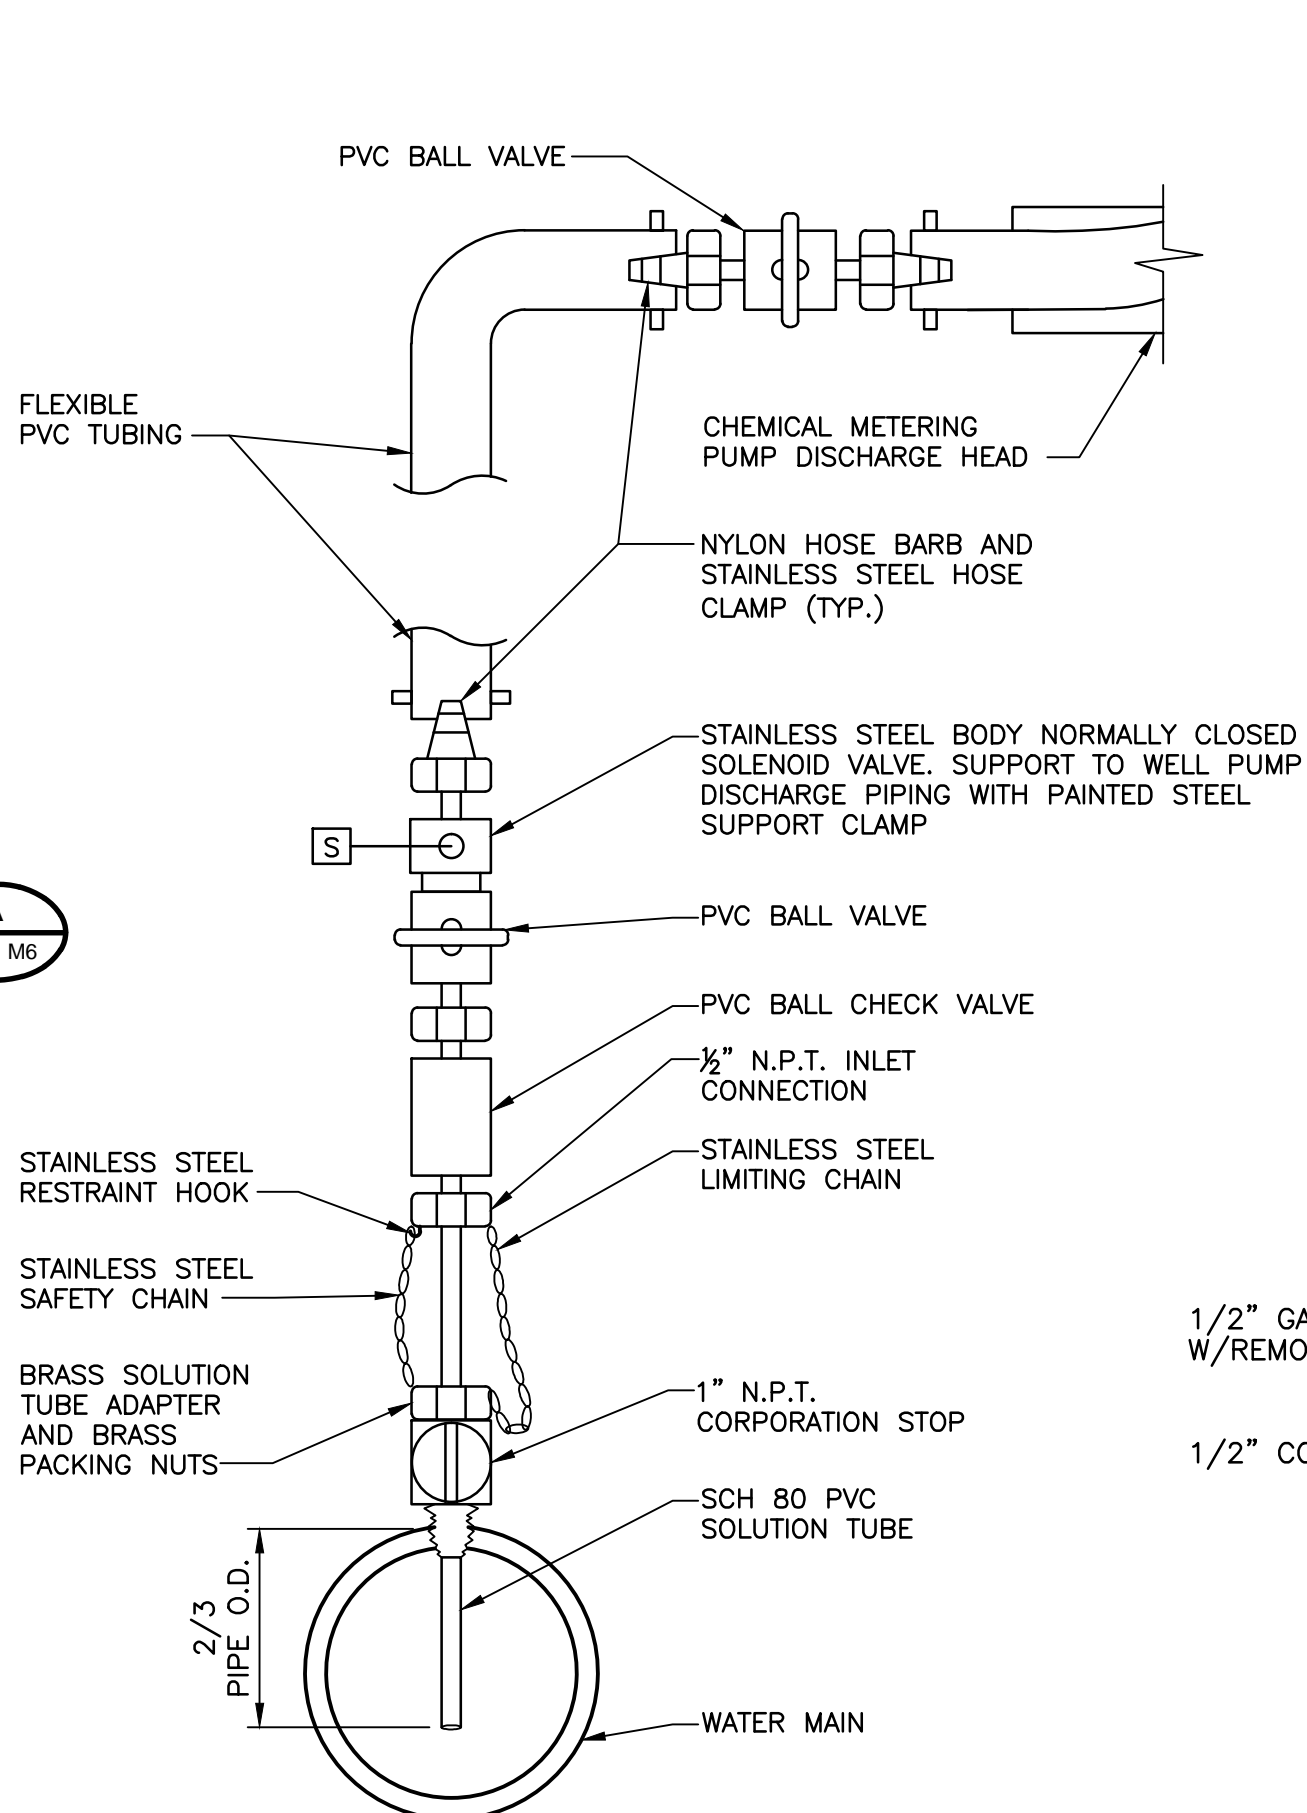 PVC BALL VALVE
FLEXIBLE
PVC TUBING
CHEMICAL METERING
PUMP DISCHARGE HEAD
NYLON HOSE BARB AND
STAINLESS STEEL HOSE
CLAMP (TYP.)
STAINLESS STEEL BODY NORMALLY CLOSED
SOLENOID VALVE. SUPPORT TO WELL PUMP
DISCHARGE PIPING WITH PAINTED STEEL
SUPPORT CLAMP
S
PVC BALL VALVE
M6
PVC BALL CHECK VALVE
½” N.P.T. INLET
CONNECTION
STAINLESS STEEL
LIMITING CHAIN
STAINLESS STEEL
RESTRAINT HOOK
STAINLESS STEEL
SAFETY CHAIN
1/2”
BRASS SOLUTION
TUBE ADAPTER
AND BRASS
PACKING NUTS
1” N.P.T.
CORPORATION STOP
1/2”
SCH 80 PVC
SOLUTION TUBE
2/3
PIPE O.D.
WATER MAIN